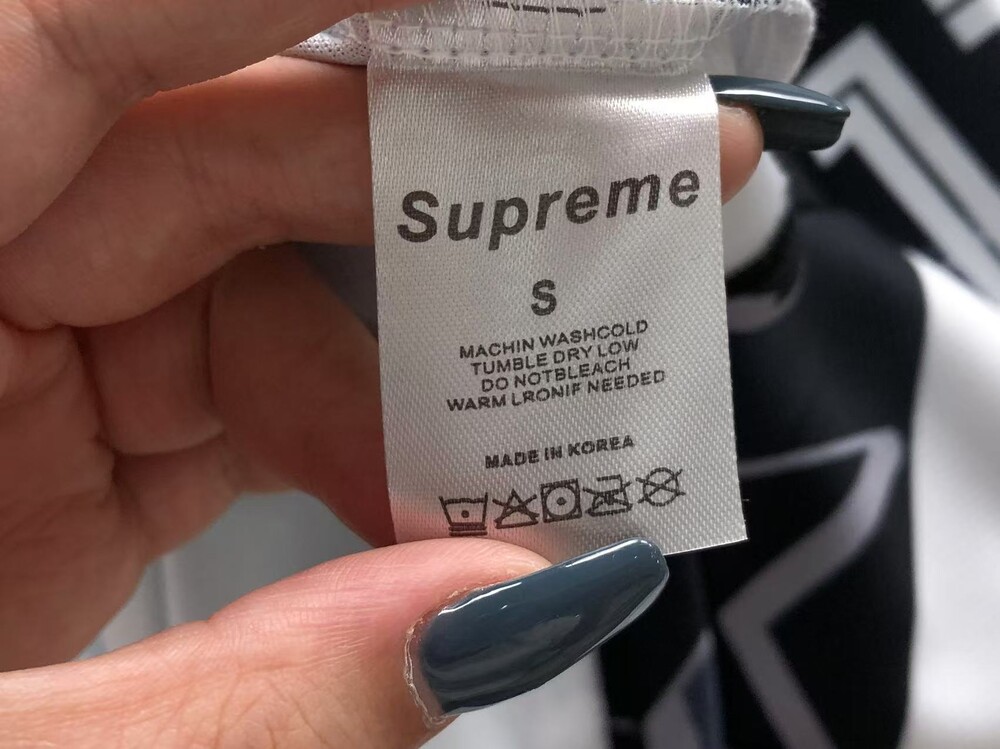 Supreme
S
MACHIN WASHCOLD
TUMBLE DRY LOW
DO NOTBLEACH
WARM LRONIF NEEDED
MADE IN KOREA